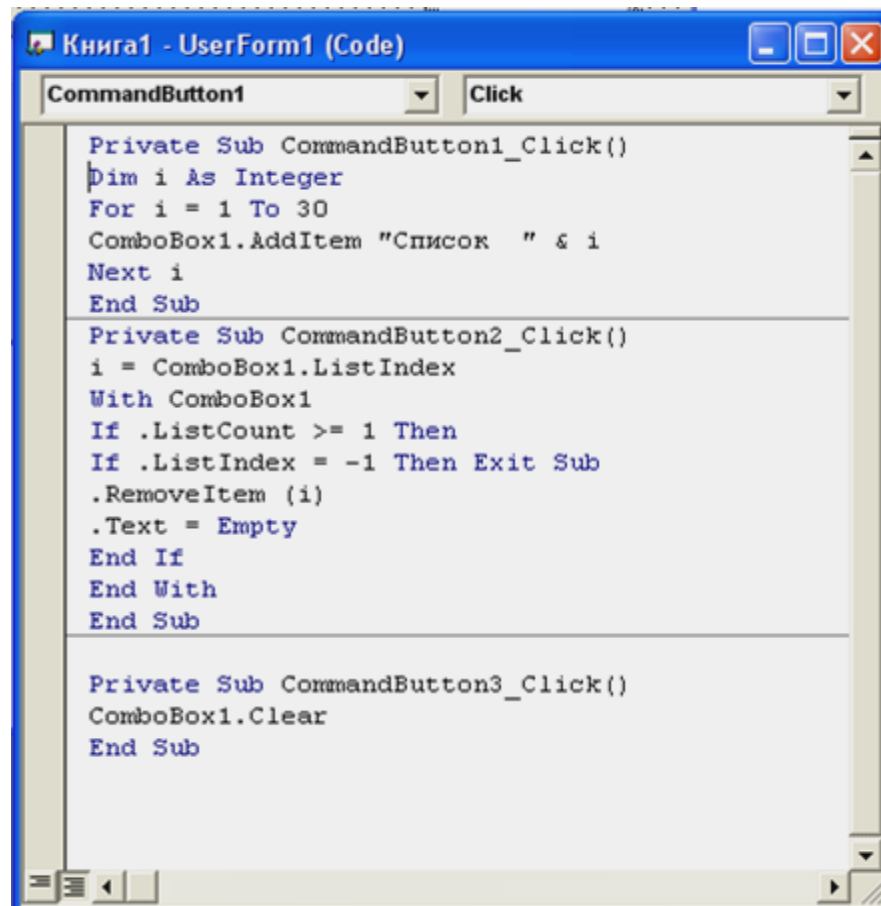 Книга1 - UserForm1 (Code)
CommandButton1 Click
Private Sub CommandButton1_Click()
Dim i As Integer
For i = 1 To 30
ComboBox1.AddItem "Список  " & i
Next i
End Sub
Private Sub CommandButton2_Click()
i = ComboBox1.ListIndex
With ComboBox1
If .ListCount >= 1 Then
If .ListIndex = -1 Then Exit Sub
.RemoveItem (i)
.Text = Empty
End If
End With
End Sub
Private Sub CommandButton3_Click()
ComboBox1.Clear
End Sub